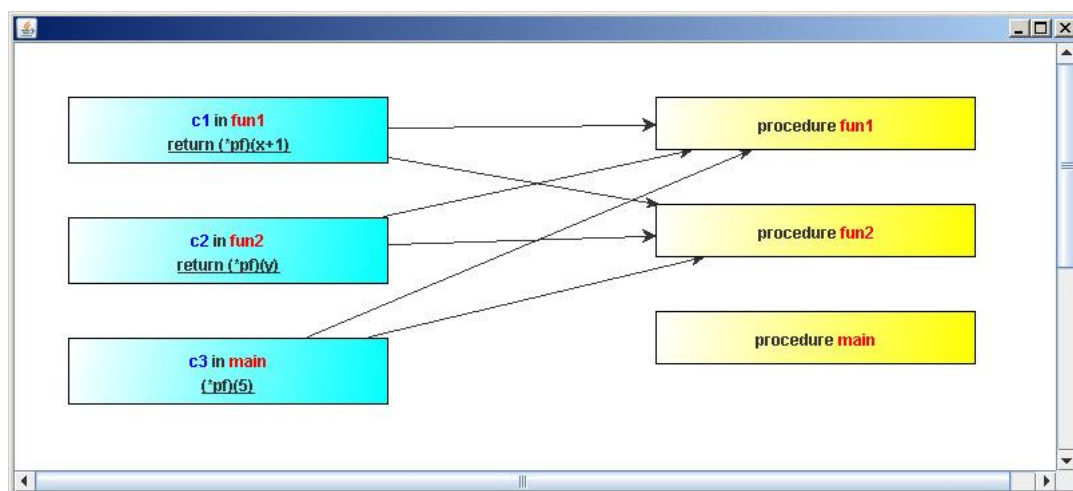 c1 in fun1
return (*pf)(x+1)
c2 in fun2
return (*pf)(y)
c3 in main
(*pf)(5)
procedure fun1
procedure fun2
procedure main